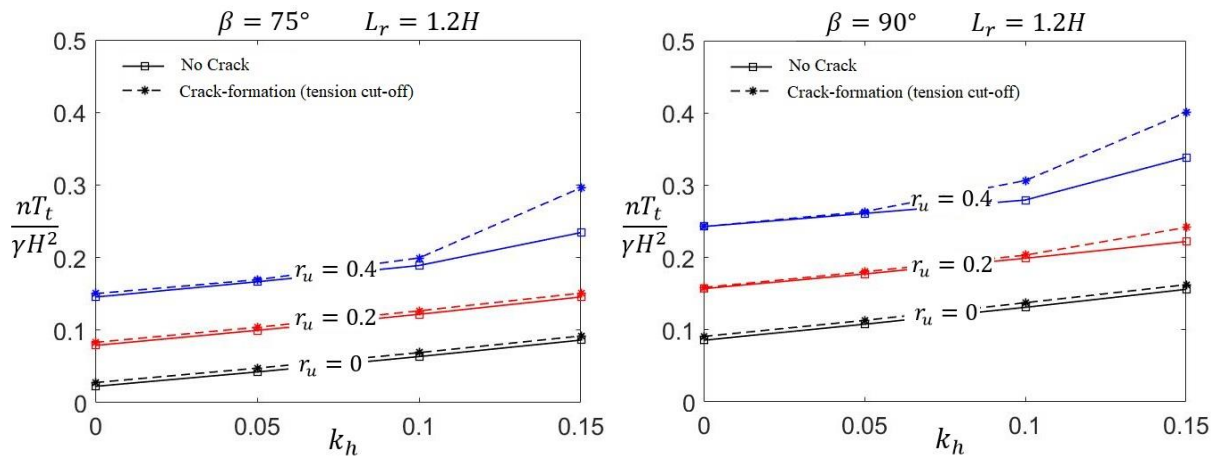 β = 75° L_r = 1.2H
0.5
0.4
0.3
0.2
0.1
0
nT_t
γH²
No Crack
Crack-formation (tension cut-off)
r_u = 0.4
r_u = 0.2
r_u = 0
0 0.05 0.1 0.15
k_h
β = 90° L_r = 1.2H
0.5
0.4
0.3
0.2
0.1
0
nT_t
γH²
No Crack
Crack-formation (tension cut-off)
r_u = 0.4
r_u = 0.2
r_u = 0
0 0.05 0.1 0.15
k_h